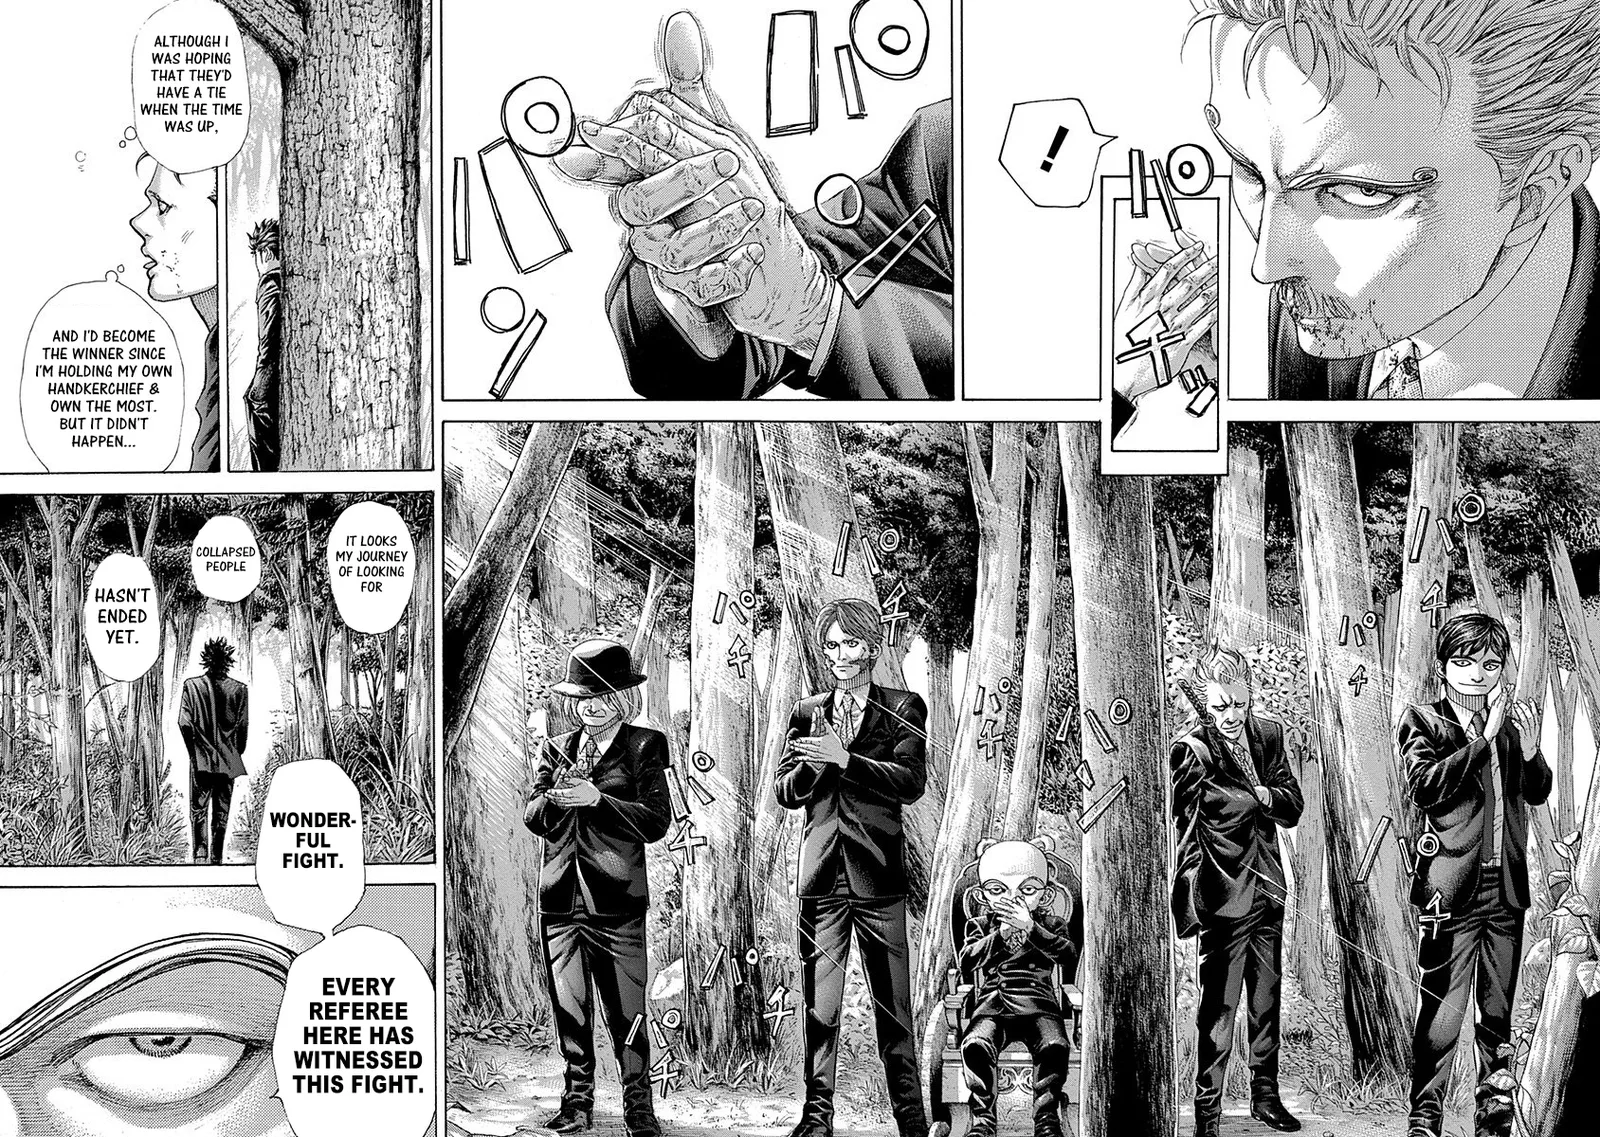 !
パチ
パチ
パチ
パチ
パチ
パチ
パチ
パチ
パチ
ALTHOUGH I
WAS HOPING
THAT THEY'D
HAVE A TIE
WHEN THE TIME
WAS UP,
AND I'D BECOME
THE WINNER SINCE
I'M HOLDING MY OWN
HANDKERCHIEF &
OWN THE MOST.
BUT IT DIDN'T
HAPPEN...
IT LOOKS
MY JOURNEY
OF LOOKING
FOR
COLLAPSED
PEOPLE
HASN'T
ENDED
YET.
WONDER-
FUL
FIGHT.
EVERY
REFEREE
HERE HAS
WITNESSED
THIS FIGHT.